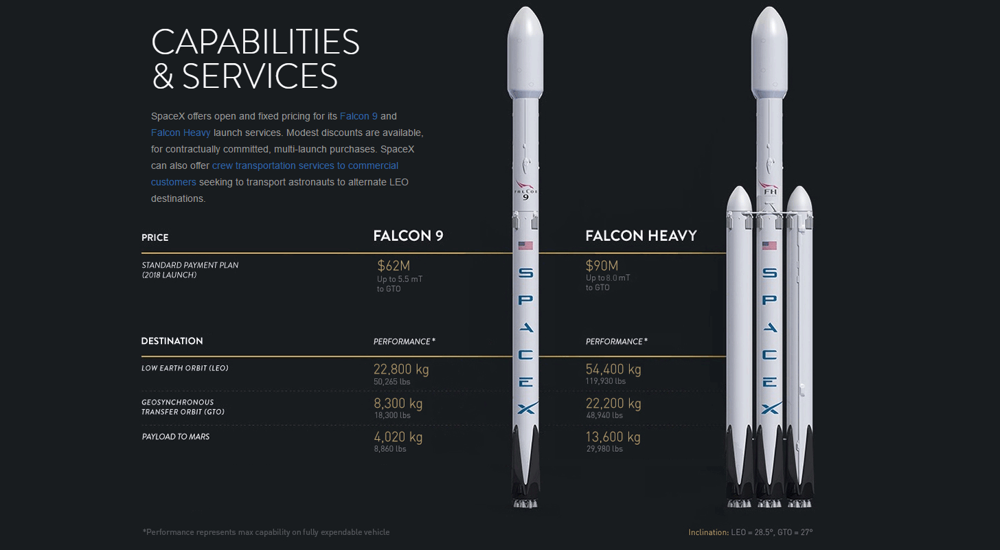 CAPABILITIES
& SERVICES
SpaceX offers open and fixed pricing for its Falcon 9 and
Falcon Heavy launch services. Modest discounts are available,
for contractually committed, multi-launch purchases. SpaceX
can also offer crew transportation services to commercial
customers seeking to transport astronauts to alternate LEO
destinations.
PRICE FALCON 9 FALCON HEAVY
STANDARD PAYMENT PLAN
(2018 LAUNCH)
$62M
Up to 5.5 mT
to GTO
$90M
Up to 8.0 mT
to GTO
DESTINATION PERFORMANCE* PERFORMANCE*
LOW EARTH ORBIT (LEO)
22,800 kg
50,265 lbs
54,400 kg
119,930 lbs
GEOSYNCHRONOUS
TRANSFER ORBIT (GTO)
8,300 kg
18,300 lbs
22,200 kg
48,940 lbs
PAYLOAD TO MARS
4,020 kg
8,860 lbs
13,600 kg
29,980 lbs
FALCON
9
SPACEX
FH
SPACEX
*Performance represents max capability on fully expendable vehicle
Inclination: LEO = 28.5°, GTO = 27°